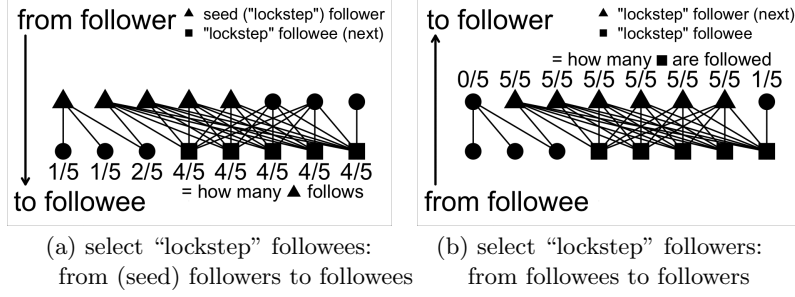 from follower ▲ seed ("lockstep") follower
■ "lockstep" followee (next)
1/5 1/5 2/5 4/5 4/5 4/5 4/5 4/5
= how many ▲ follows
to followee
(a) select “lockstep” followees:
from (seed) followers to followees
to follower ▲ "lockstep" follower (next)
■ "lockstep" followee
= how many ■ are followed
0/5 5/5 5/5 5/5 5/5 5/5 5/5 1/5
from followee
(b) select “lockstep” followers:
from followees to followers